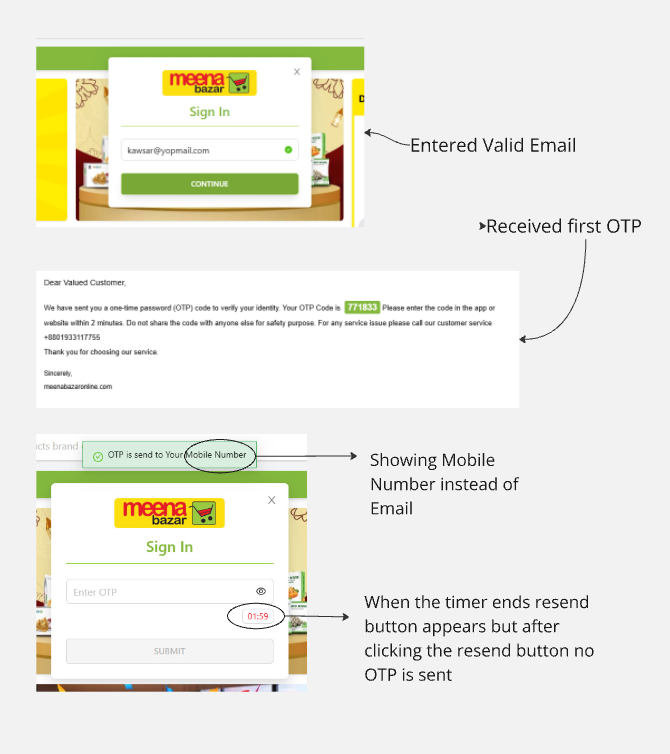 meena
bazar
X
Sign In
D
kawsar@yopmail.com
CONTINUE
Entered Valid Email
Received first OTP
Dear Valued Customer,
We have sent you a one-time password (OTP) code to verify your identity. Your OTP Code is 771833 Please enter the code in the app or
website within 2 minutes. Do not share the code with anyone else for safety purpose. For any service issue please call our customer service
+8801933117755
Thank you for choosing our service.
Sincerely,
meenabazaronline.com
cts brand
OTP is send to Your Mobile Number
Showing Mobile
Number instead of
Email
meena
bazar
X
Sign In
Enter OTP
01:59
SUBMIT
When the timer ends resend
button appears but after
clicking the resend button no
OTP is sent